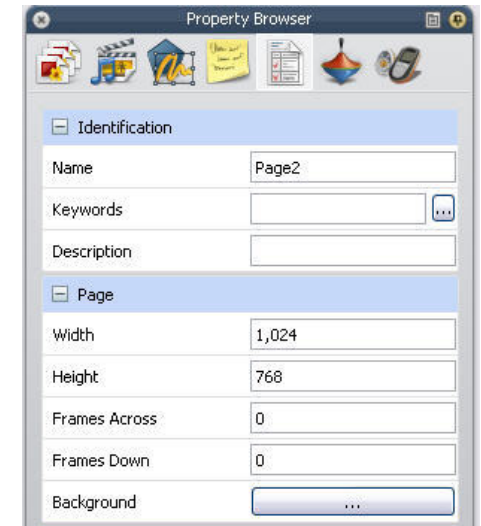 Property Browser
Identification
Name Page2
Keywords ...
Description
Page
Width 1,024
Height 768
Frames Across 0
Frames Down 0
Background ...